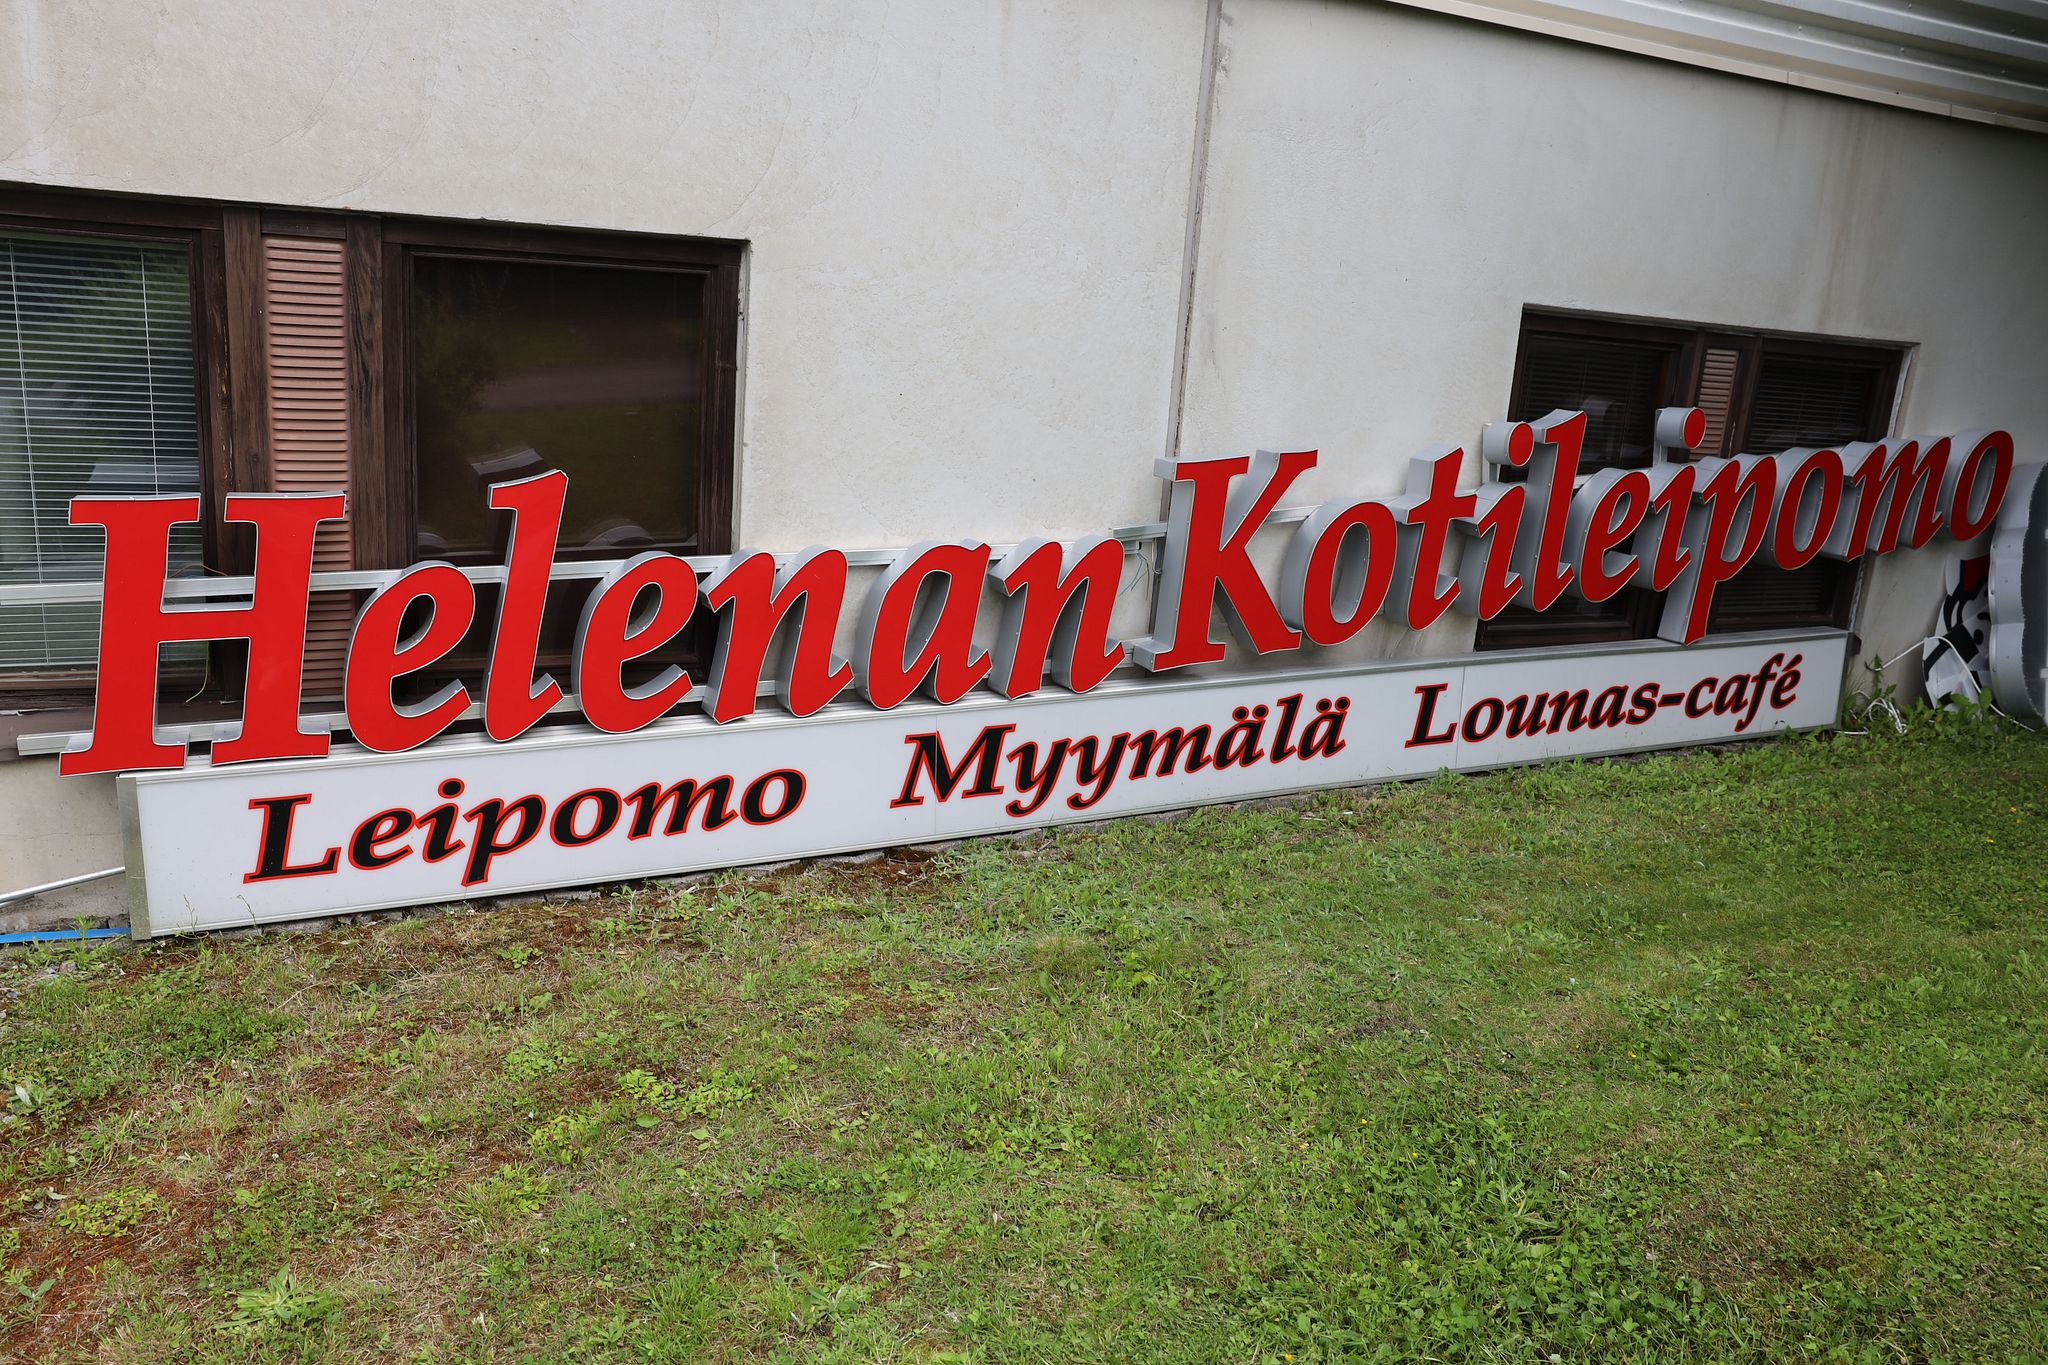 Helenan Kotileipomo
Leipomo Myymälä Lounas-café